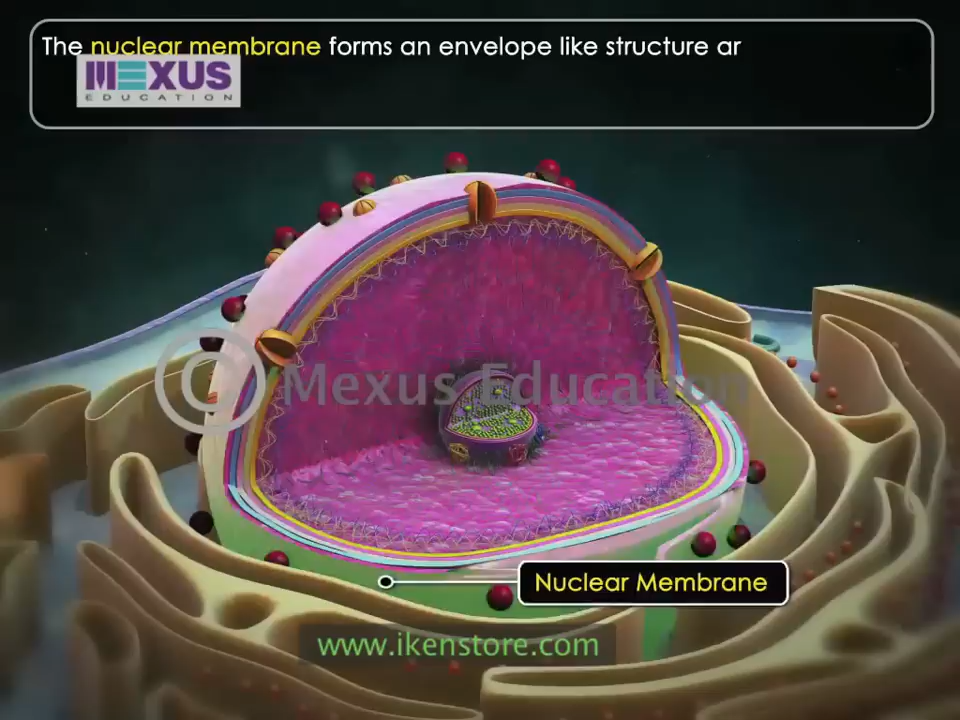 The nuclear membrane forms an envelope like structure ar
MEXUS
EDUCATION
© Mexus Education
Nuclear Membrane
www.ikenstore.com